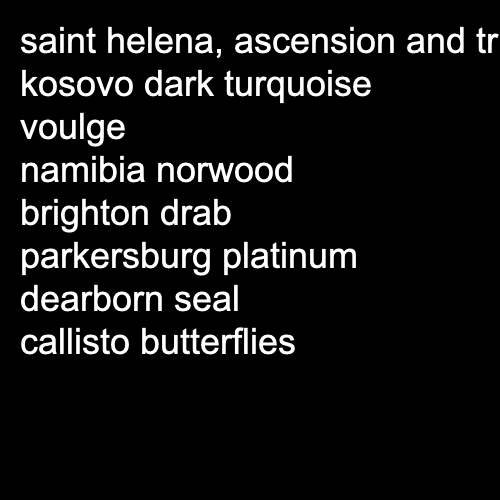 saint helena, ascension and tr
kosovo dark turquoise
voulge
namibia norwood
brighton drab
parkersburg platinum
dearborn seal
callisto butterflies